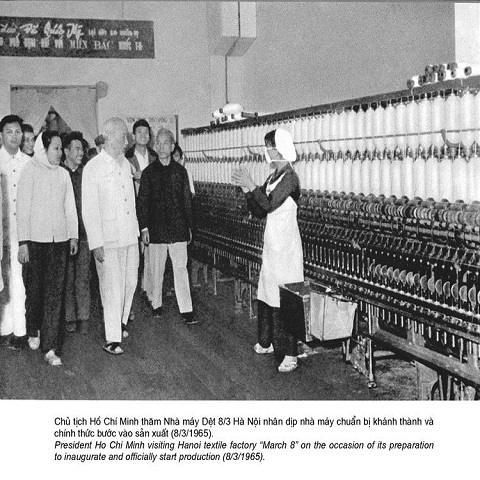 MIỀN BẮC
Chủ tịch Hồ Chí Minh thăm Nhà máy Dệt 8/3 Hà Nội nhân dịp nhà máy chuẩn bị khánh thành và
chính thức bước vào sản xuất (8/3/1965).
President Ho Chi Minh visiting Hanoi textile factory “March 8” on the occasion of its preparation
to inaugurate and officially start production (8/3/1965).